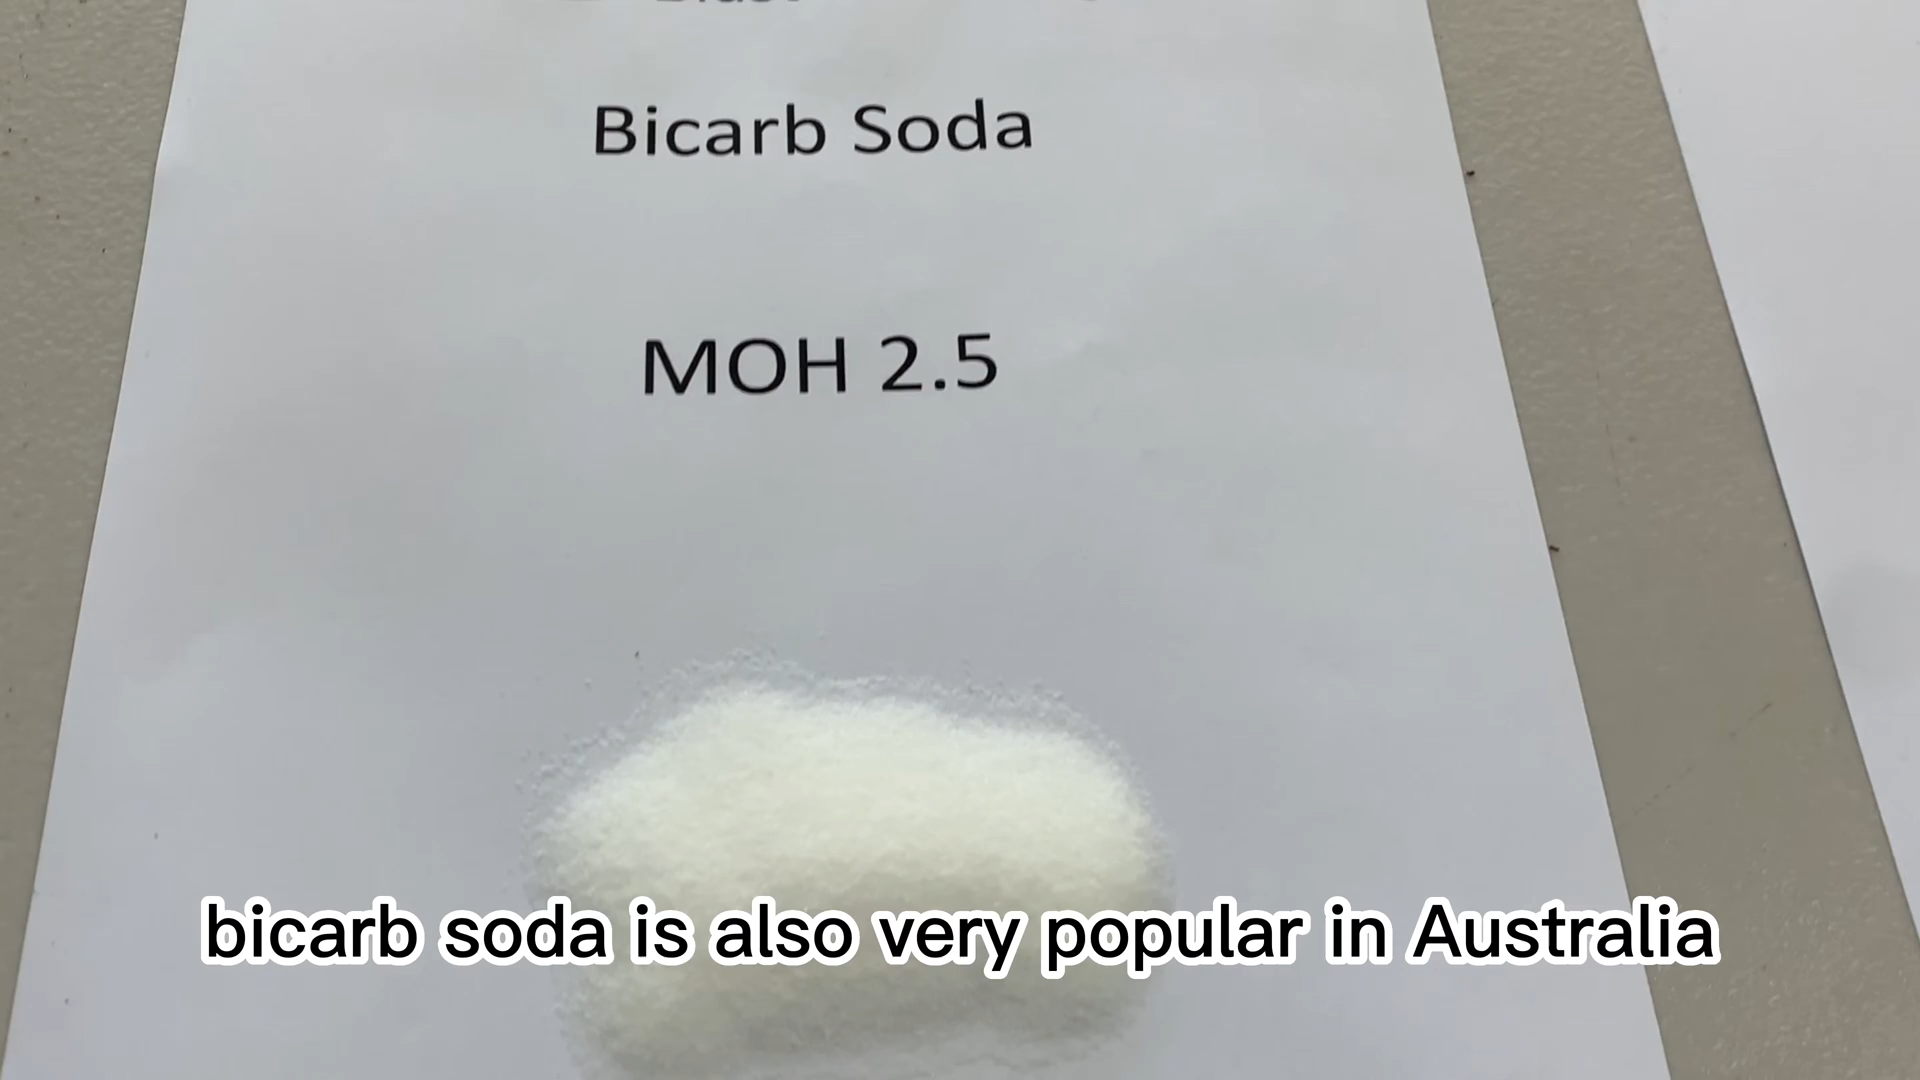 Bicarb Soda
MOH 2.5
bicarb soda is also very popular in Australia